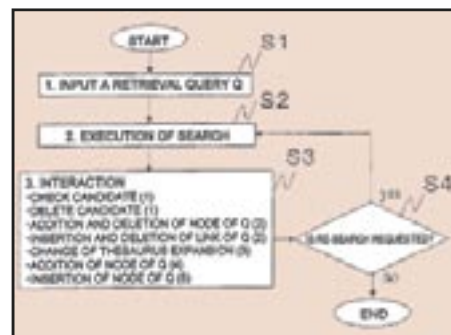 START
S1
1. INPUT A RETRIEVAL QUERY Q
S2
2. EXECUTION OF SEARCH
S3
3. INTERACTION
-CHECK CANDIDATE (1)
-DELETE CANDIDATE (1)
-ADDITION AND DELETION OF NODE OF Q (2)
-INSERTION AND DELETION OF LINK OF Q (2)
-CHANGE OF THESAURUS EXPANSION (3)
-ADDITION OF NODE OF Q (4)
-INSERTION OF NODE OF Q (5)
yes
S4
IS RE-SEARCH REQUESTED?
no
END